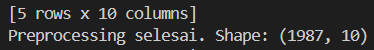 [5 rows x 10 columns]
Preprocessing selesai. Shape: (1987, 10)